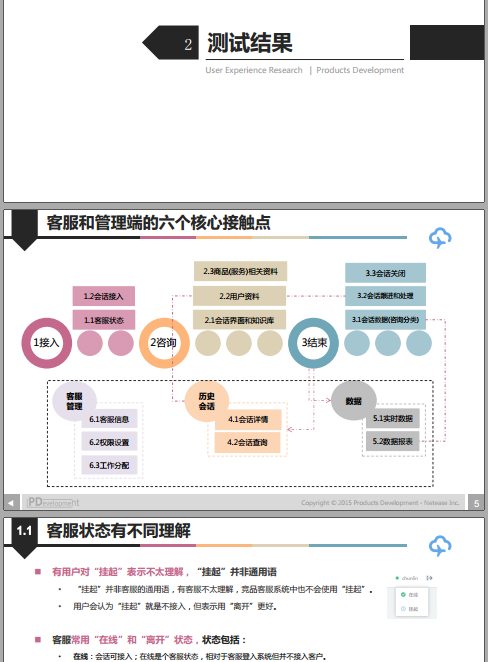 2 测试结果
User Experience Research | Products Development
客服和管理端的六个核心接触点
2.3商品(服务)相关资料
3.3会话关闭
1.2会话接入
2.2用户资料
3.2会话跟进和处理
1.1客服状态
2.1会话界面和知识库
3.1会话数据(咨询分类)
1接入
2咨询
3结束
客服
管理
历史
会话
数据
6.1客服信息
4.1会话详情
5.1实时数据
6.2权限设置
4.2会话查询
5.2数据报表
6.3工作分配
PDevelopment
Copyright © 2015 Products Development - Netease Inc.
5
1.1 客服状态有不同理解
有用户对“挂起”表示不太理解，“挂起”并非通用语
• “挂起”并非客服的通用语，有客服不太理解，竞品客服系统中也不会使用“挂起”。
• 用户会认为“挂起”就是不接入，但表示用“离开”更好。
chunlin
在线
挂起
客服常用“在线”和“离开”状态，状态包括：
• 在线：会话可接入；在线是个客服状态，相对于客服登入系统但并不接入客户。